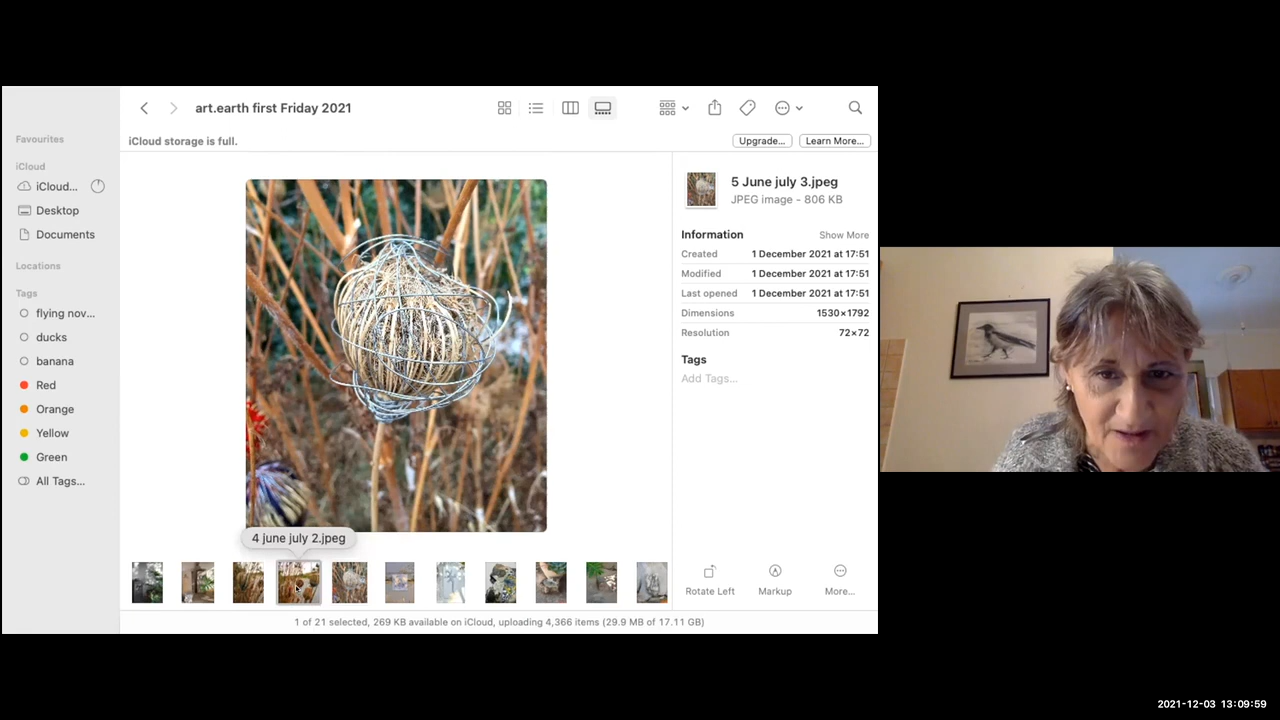 art.earth first Friday 2021
iCloud storage is full.
Upgrade...
Learn More...
Favourites
iCloud
iCloud...
Desktop
Documents
Locations
Tags
flying nov...
ducks
banana
Red
Orange
Yellow
Green
All Tags...
5 June july 3.jpeg
JPEG image - 806 KB
Information Show More
Created 1 December 2021 at 17:51
Modified 1 December 2021 at 17:51
Last opened 1 December 2021 at 17:51
Dimensions 1530×1792
Resolution 72×72
Tags
Add Tags...
4 june july 2.jpeg
Rotate Left
Markup
More...
1 of 21 selected, 269 KB available on iCloud, uploading 4,366 items (29.9 MB of 17.11 GB)
2021-12-03 13:09:59